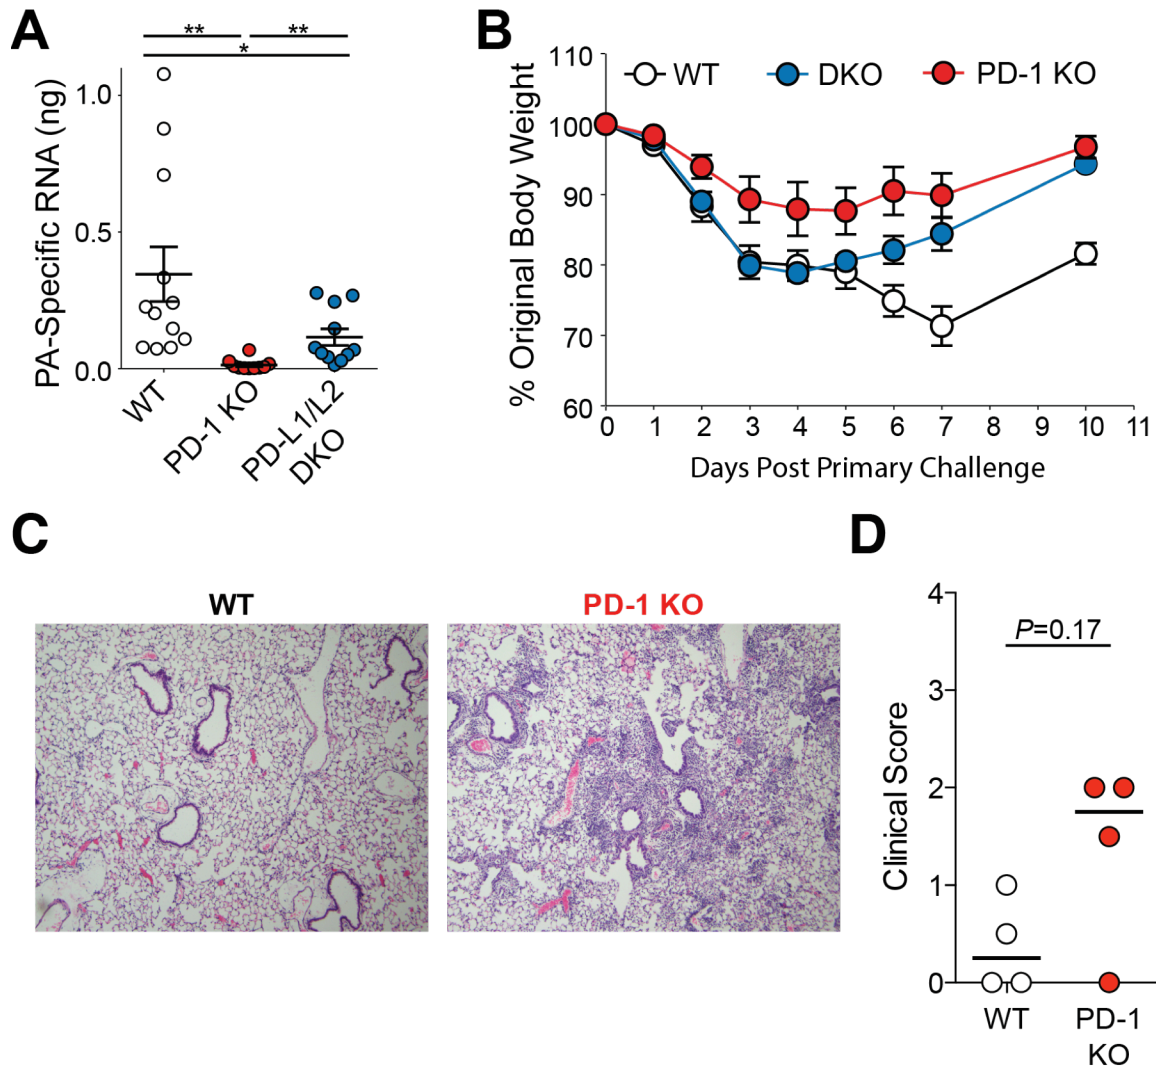 A
** **
*
PA-Specific RNA (ng)
1.0
0.5
0.0
WT
PD-1 KO
PD-L1/L2
DKO
B
WT DKO PD-1 KO
% Original Body Weight
110
100
90
80
70
60
0 1 2 3 4 5 6 7 8 9 10 11
Days Post Primary Challenge
C
WT PD-1 KO
D
Clinical Score
4
3
2
1
0
P=0.17
WT PD-1
KO